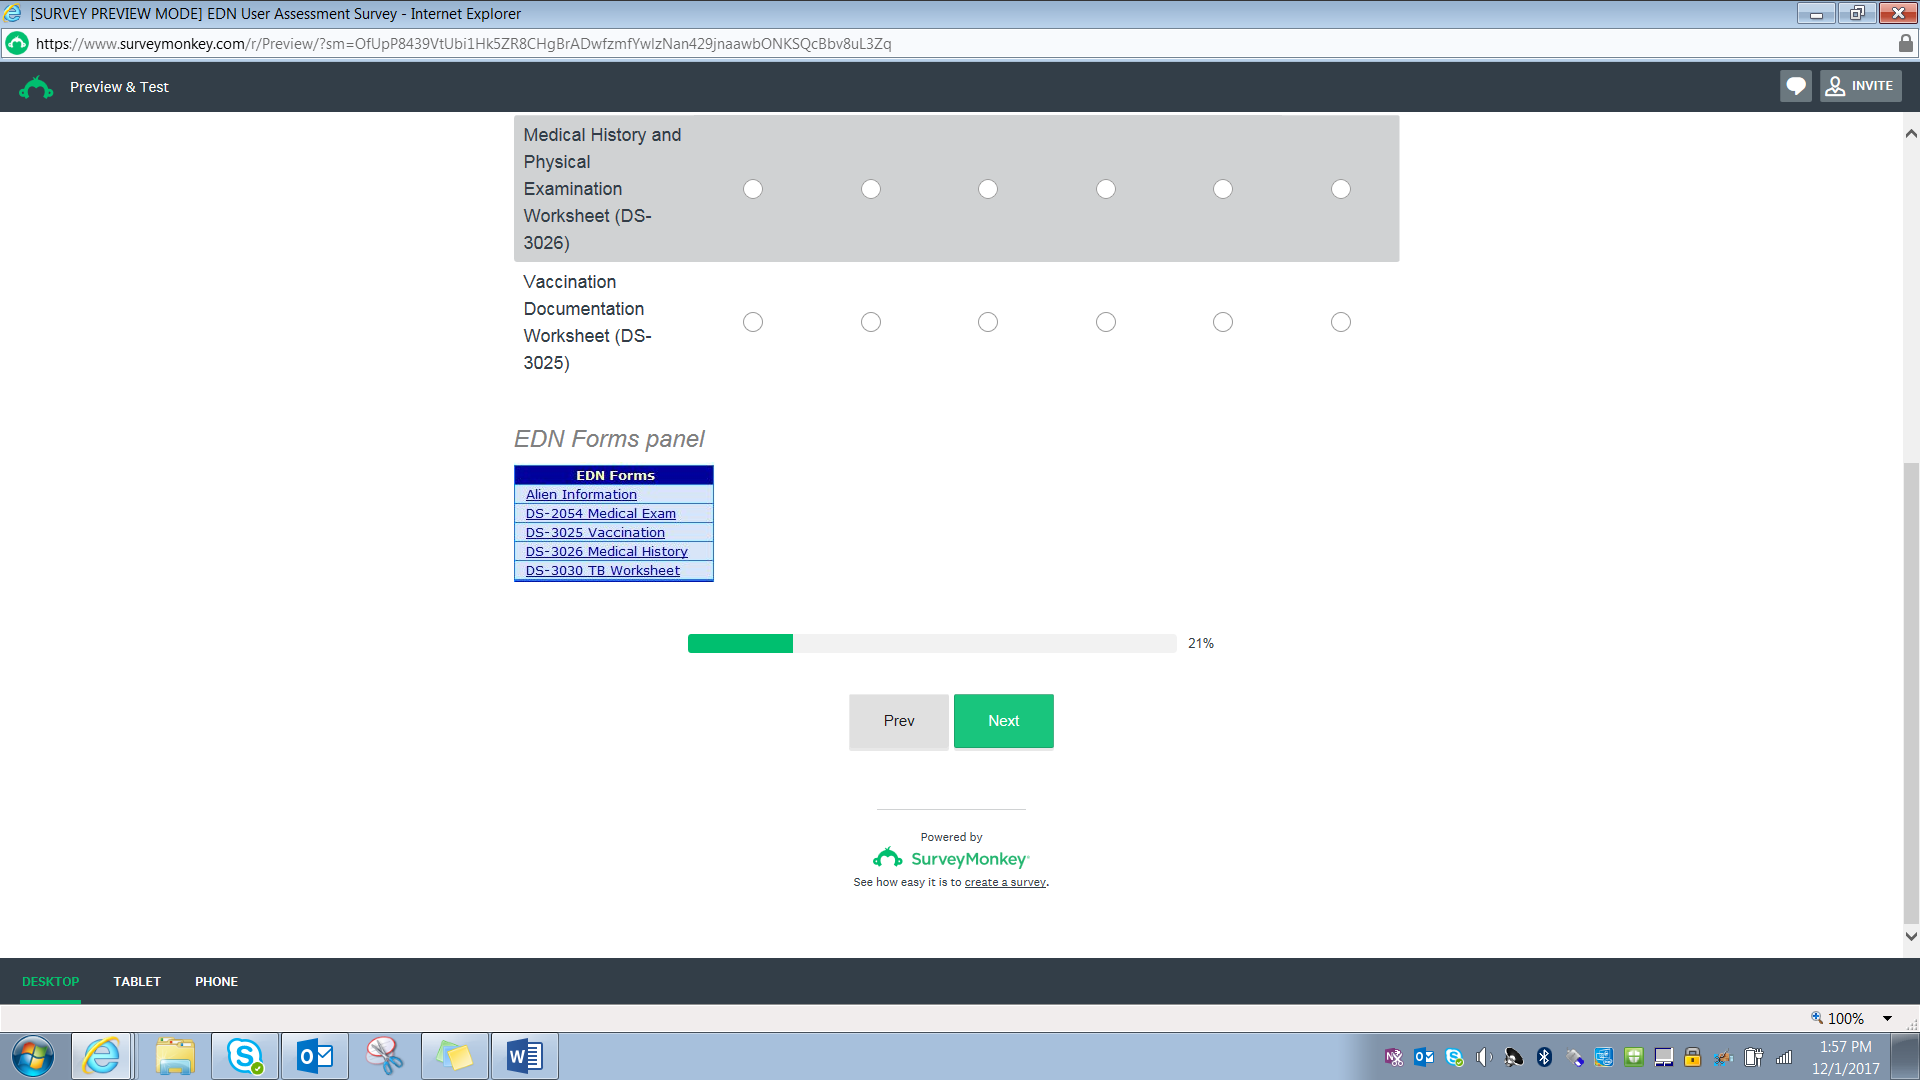 [SURVEY PREVIEW MODE] EDN User Assessment Survey - Internet Explorer
https://www.surveymonkey.com/r/Preview/?sm=OfUpP8439VtUbi1Hk5ZR8CHgBrADwfzmfYwlzNan429jnaawbONKSQcBbv8uL3Zq
Preview & Test
INVITE
Medical History and
Physical
Examination
Worksheet (DS-
3026)
Vaccination
Documentation
Worksheet (DS-
3025)
EDN Forms panel
EDN Forms
Alien Information
DS-2054 Medical Exam
DS-3025 Vaccination
DS-3026 Medical History
DS-3030 TB Worksheet
21%
Prev
Next
Powered by
SurveyMonkey
See how easy it is to create a survey.
DESKTOP
TABLET
PHONE
100%
1:57 PM
12/1/2017